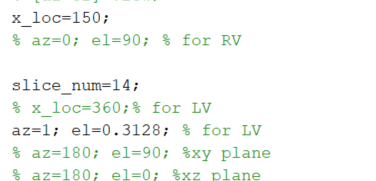 x_loc=150;
% az=0; el=90; % for RV
slice_num=14;
% x_loc=360;% for LV
az=1; el=0.3128; % for LV
% az=180; el=90; %xy plane
% az=180; el=0; %xz plane